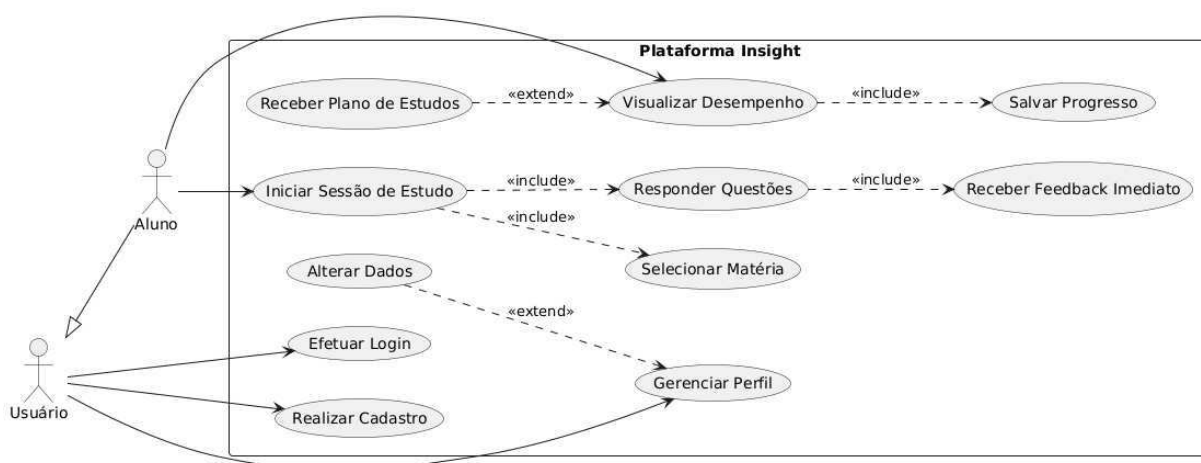 Plataforma Insight
Receber Plano de Estudos
«extend»
Visualizar Desempenho
«include»
Salvar Progresso
Aluno
Iniciar Sessão de Estudo
«include»
Responder Questões
«include»
Receber Feedback Imediato
«include»
Selecionar Matéria
Alterar Dados
«extend»
Efetuar Login
Gerenciar Perfil
Usuário
Realizar Cadastro